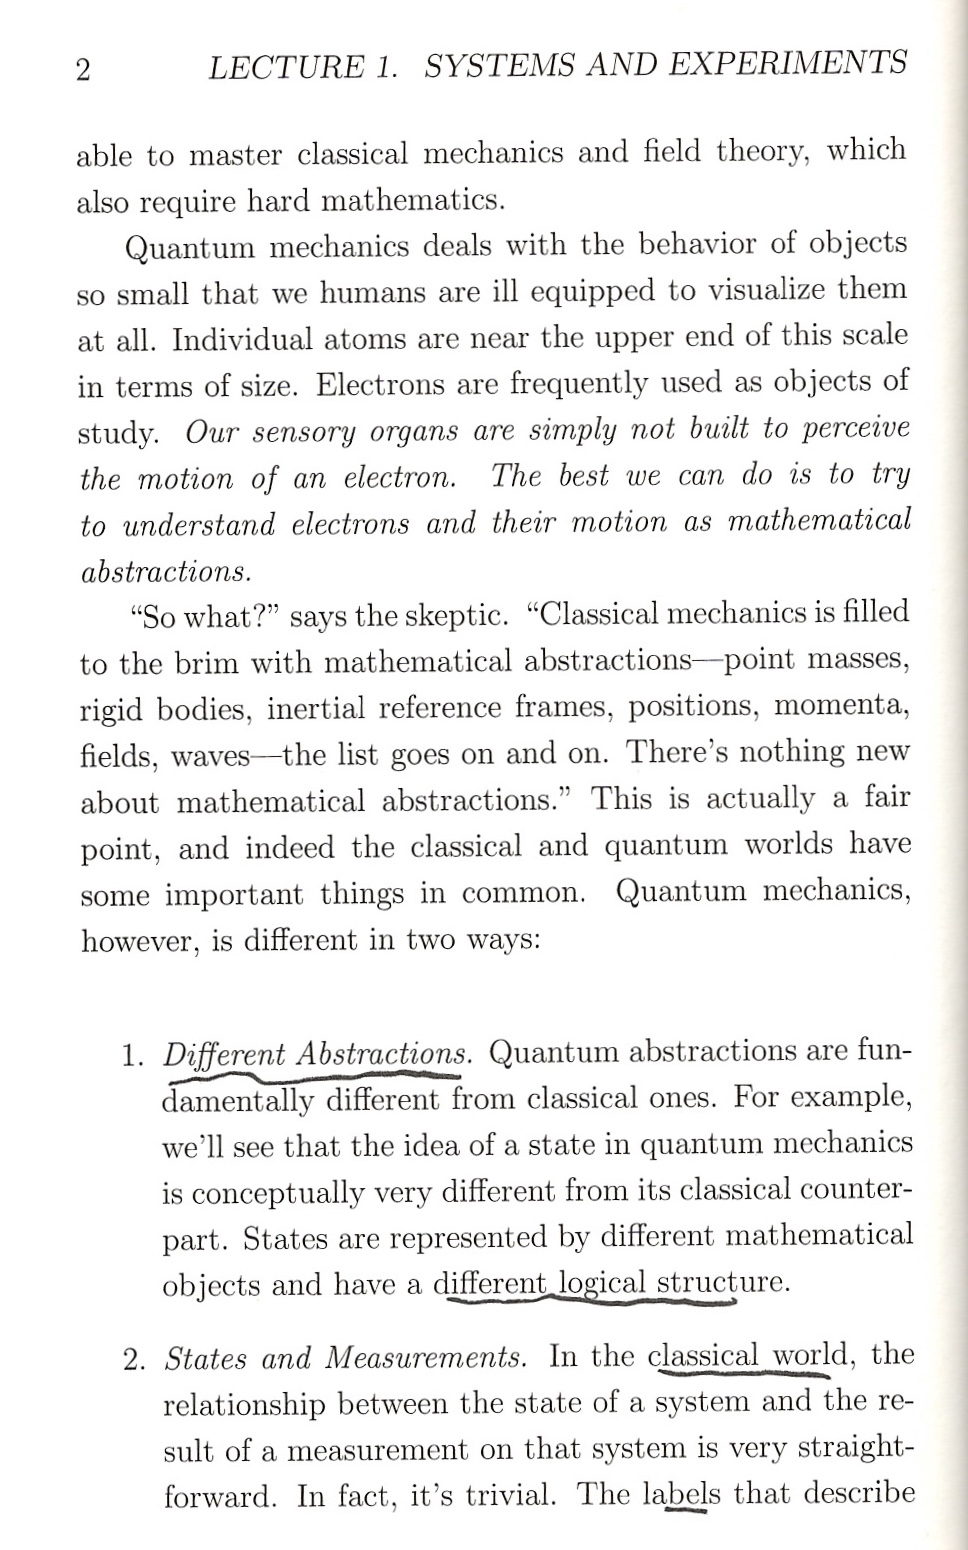 2 LECTURE 1. SYSTEMS AND EXPERIMENTS
able to master classical mechanics and field theory, which
also require hard mathematics.
Quantum mechanics deals with the behavior of objects
so small that we humans are ill equipped to visualize them
at all. Individual atoms are near the upper end of this scale
in terms of size. Electrons are frequently used as objects of
study. Our sensory organs are simply not built to perceive
the motion of an electron. The best we can do is to try
to understand electrons and their motion as mathematical
abstractions.
“So what?” says the skeptic. “Classical mechanics is filled
to the brim with mathematical abstractions—point masses,
rigid bodies, inertial reference frames, positions, momenta,
fields, waves—the list goes on and on. There’s nothing new
about mathematical abstractions.” This is actually a fair
point, and indeed the classical and quantum worlds have
some important things in common. Quantum mechanics,
however, is different in two ways:
1. Different Abstractions. Quantum abstractions are fun-
damentally different from classical ones. For example,
we’ll see that the idea of a state in quantum mechanics
is conceptually very different from its classical counter-
part. States are represented by different mathematical
objects and have a different logical structure.
2. States and Measurements. In the classical world, the
relationship between the state of a system and the re-
sult of a measurement on that system is very straight-
forward. In fact, it’s trivial. The labels that describe